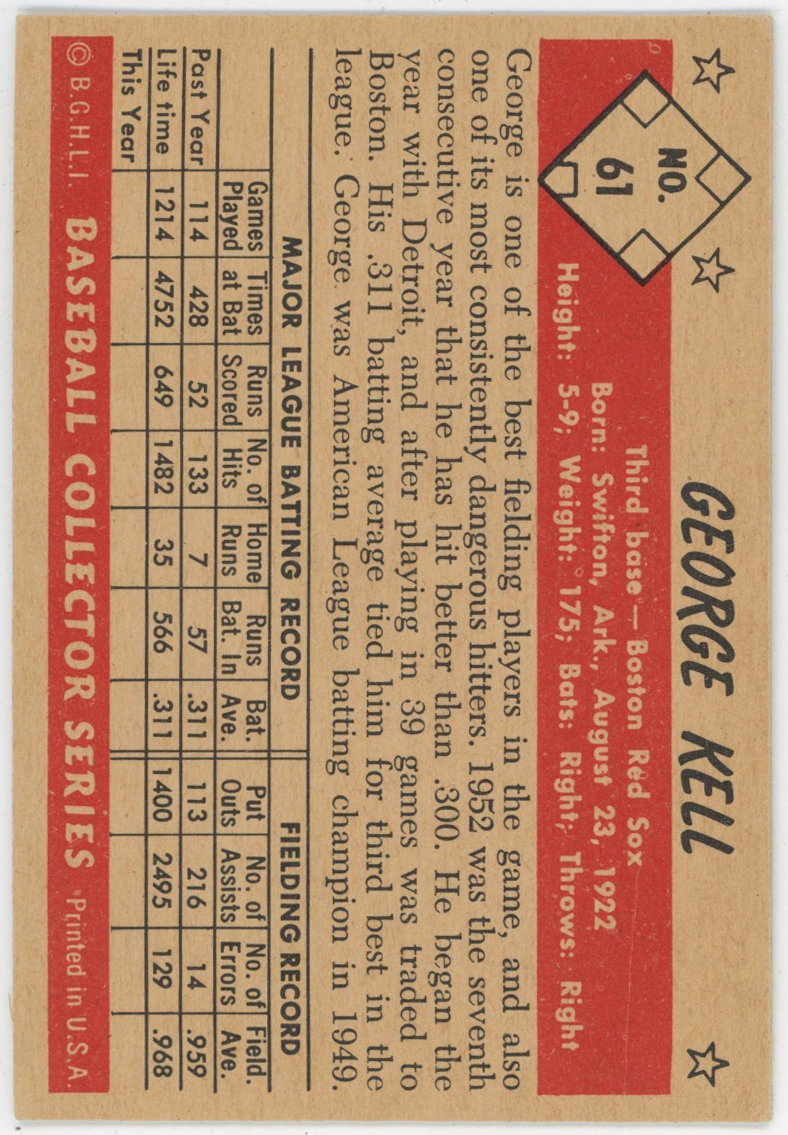 GEORGE KELL
NO.
61
Third base — Boston Red Sox
Born: Swifton, Ark., August 23, 1922
Height: 5-9; Weight: 175; Bats: Right; Throws: Right
George is one of the best fielding players in the game, and also
one of its most consistently dangerous hitters. 1952 was the seventh
consecutive year that he has hit better than .300. He began the
year with Detroit, and after playing in 39 games was traded to
Boston. His .311 batting average tied him for third best in the
league. George was American League batting champion in 1949.
MAJOR LEAGUE BATTING RECORD FIELDING RECORD
Games Times Runs No. of Home Runs Bat. Put No. of No. of Field.
Played at Bat Scored Hits Runs Bat. In Ave. Outs Assists Errors Ave.
Past Year 114 428 52 133 7 57 .311 113 216 14 .959
Life time 1214 4752 649 1482 35 566 .311 1400 2495 129 .968
This Year
© B.G.H.L.I. BASEBALL COLLECTOR SERIES Printed in U.S.A.